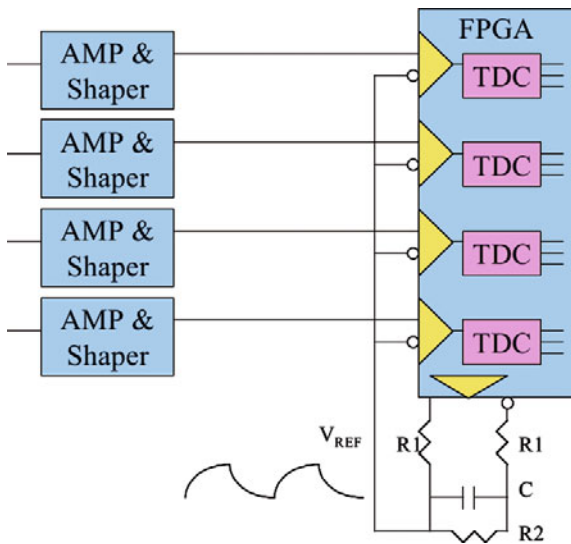 FPGA
AMP &
Shaper
TDC
AMP &
Shaper
TDC
AMP &
Shaper
TDC
AMP &
Shaper
TDC
VREF
R1
R1
C
R2